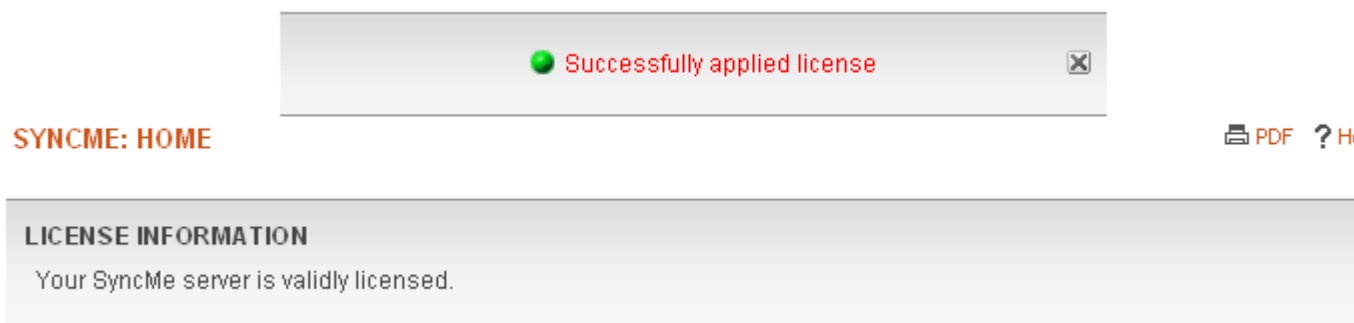 Successfully applied license
SYNCME: HOME
PDF ? H
LICENSE INFORMATION
Your SyncMe server is validly licensed.